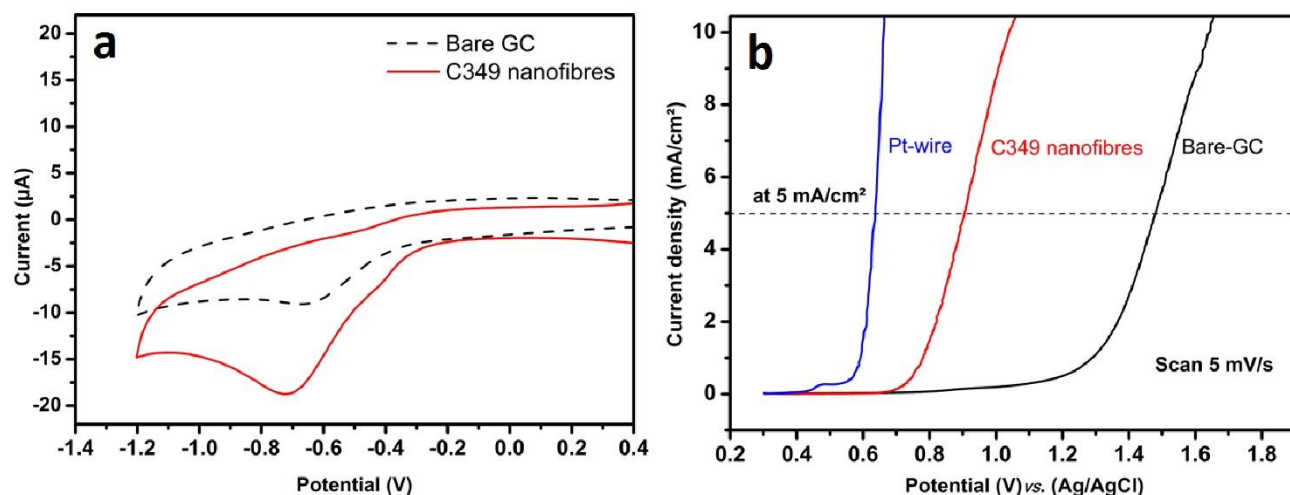 a
Bare GC
C349 nanofibres
Current (µA)
20
15
10
5
0
-5
-10
-15
-20
-1.4 -1.2 -1.0 -0.8 -0.6 -0.4 -0.2 0.0 0.2 0.4
Potential (V)
b
Pt-wire
C349 nanofibres
Bare-GC
at 5 mA/cm²
Scan 5 mV/s
Current density (mA/cm²)
10
8
6
4
2
0
0.2 0.4 0.6 0.8 1.0 1.2 1.4 1.6 1.8
Potential (V) vs. (Ag/AgCl)